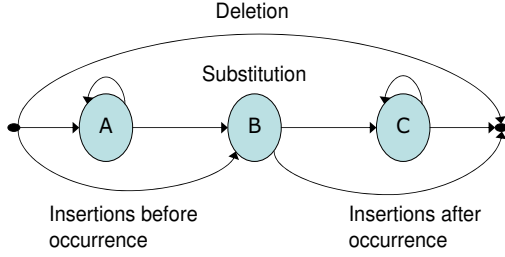 Deletion
Substitution
A
B
C
Insertions before
occurrence
Insertions after
occurrence